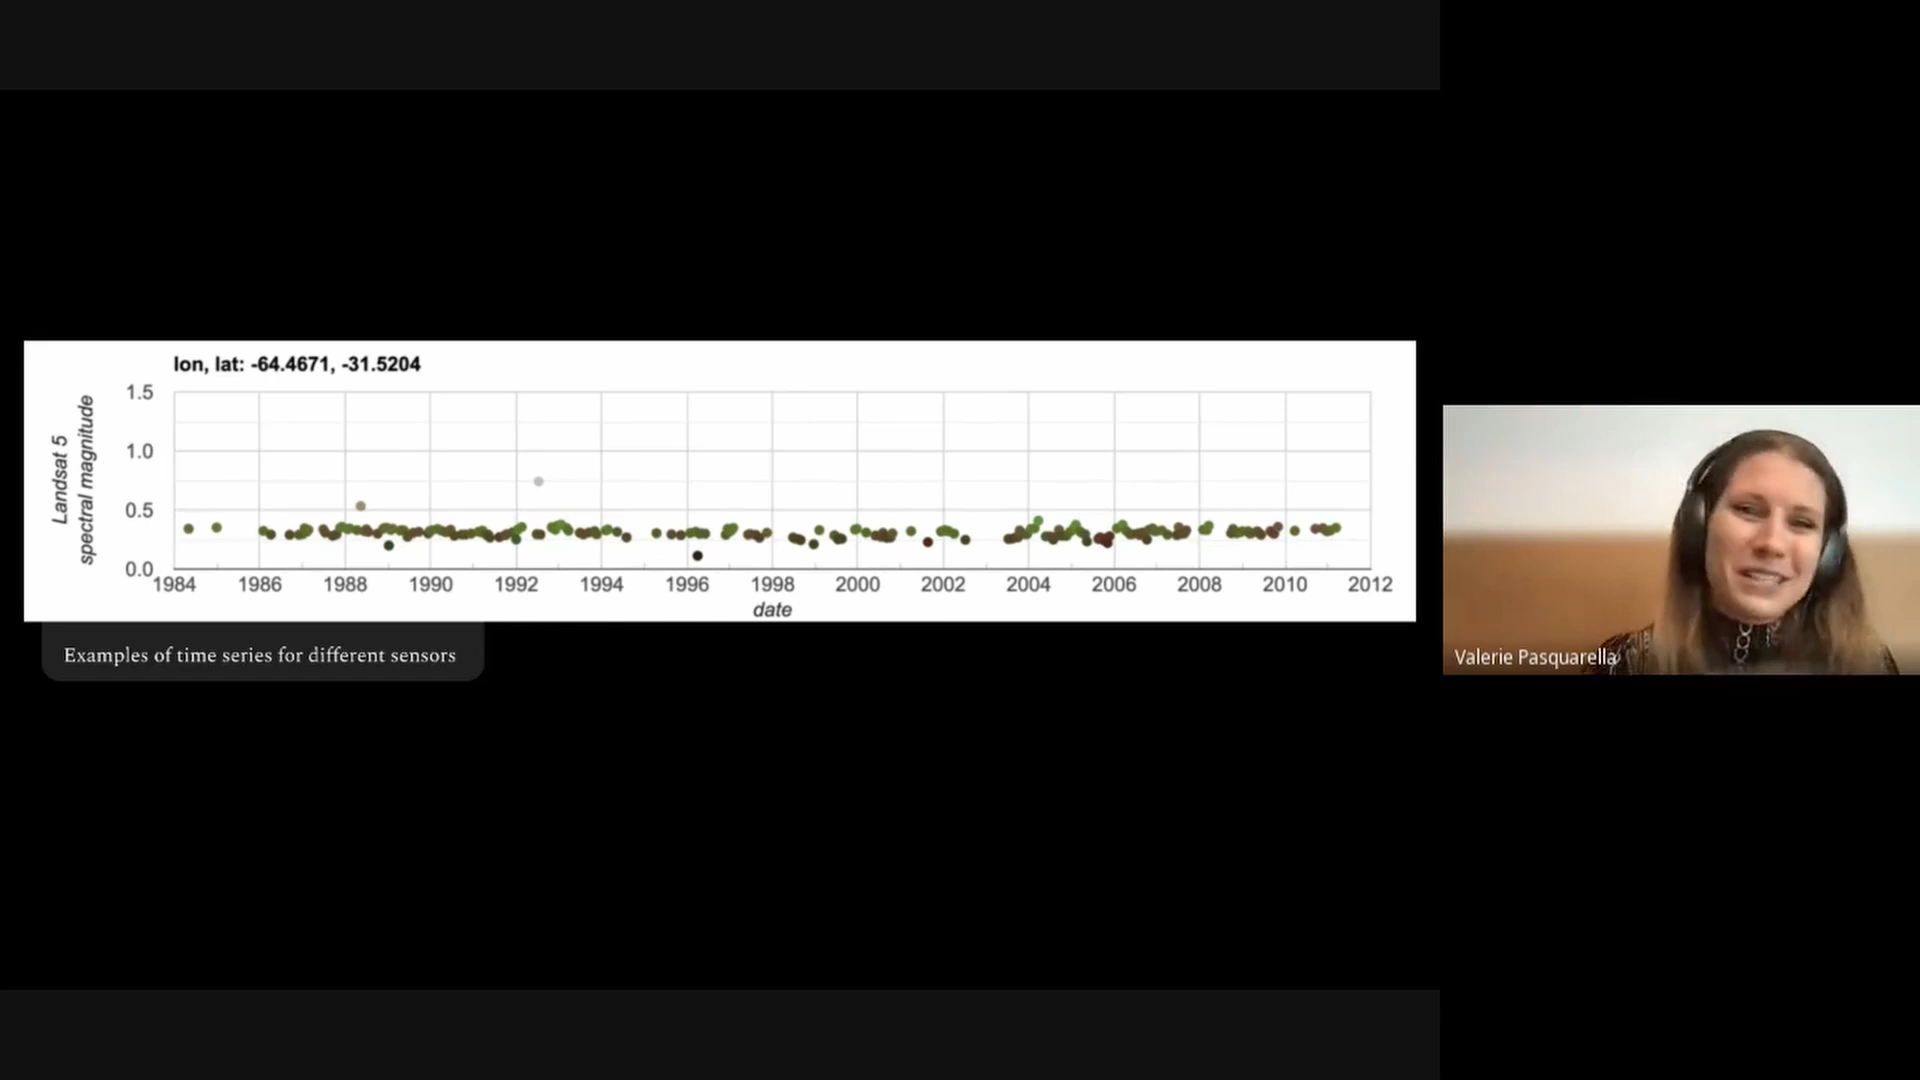 lon, lat: -64.4671, -31.5204
Landsat 5
spectral magnitude
1.5
1.0
0.5
0.0
1984 1986 1988 1990 1992 1994 1996 1998 2000 2002 2004 2006 2008 2010 2012
date
Examples of time series for different sensors
Valerie Pasquarella